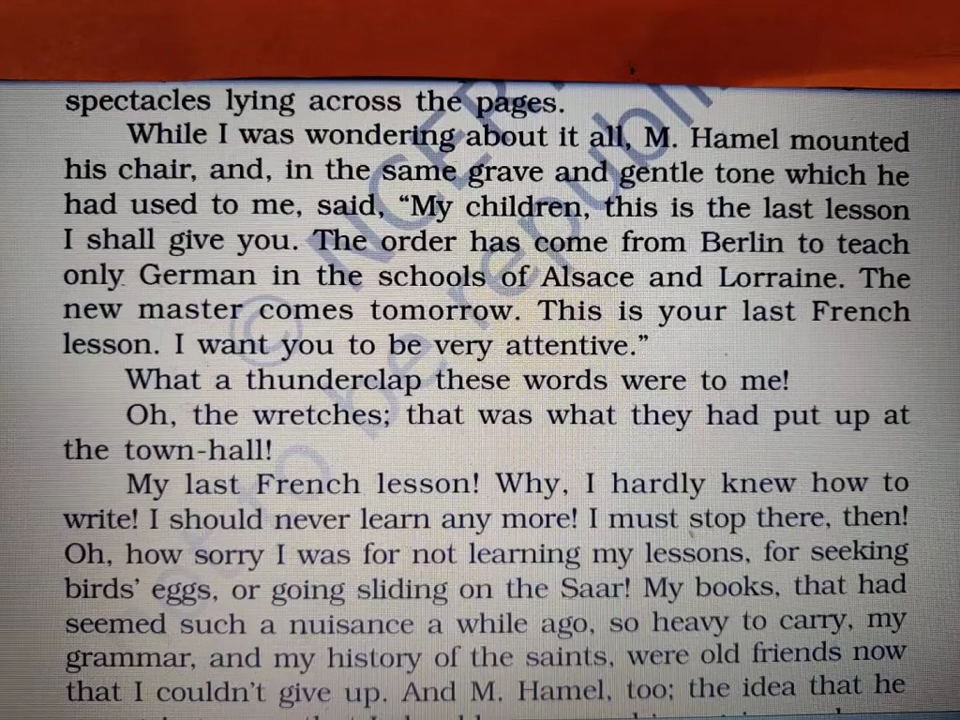 spectacles lying across the pages.
While I was wondering about it all, M. Hamel mounted
his chair, and, in the same grave and gentle tone which he
had used to me, said, “My children, this is the last lesson
I shall give you. The order has come from Berlin to teach
only German in the schools of Alsace and Lorraine. The
new master comes tomorrow. This is your last French
lesson. I want you to be very attentive.”
What a thunderclap these words were to me!
Oh, the wretches; that was what they had put up at
the town-hall!
My last French lesson! Why, I hardly knew how to
write! I should never learn any more! I must stop there, then!
Oh, how sorry I was for not learning my lessons, for seeking
birds’ eggs, or going sliding on the Saar! My books, that had
seemed such a nuisance a while ago, so heavy to carry, my
grammar, and my history of the saints, were old friends now
that I couldn’t give up. And M. Hamel, too; the idea that he
© NCER
to be republi